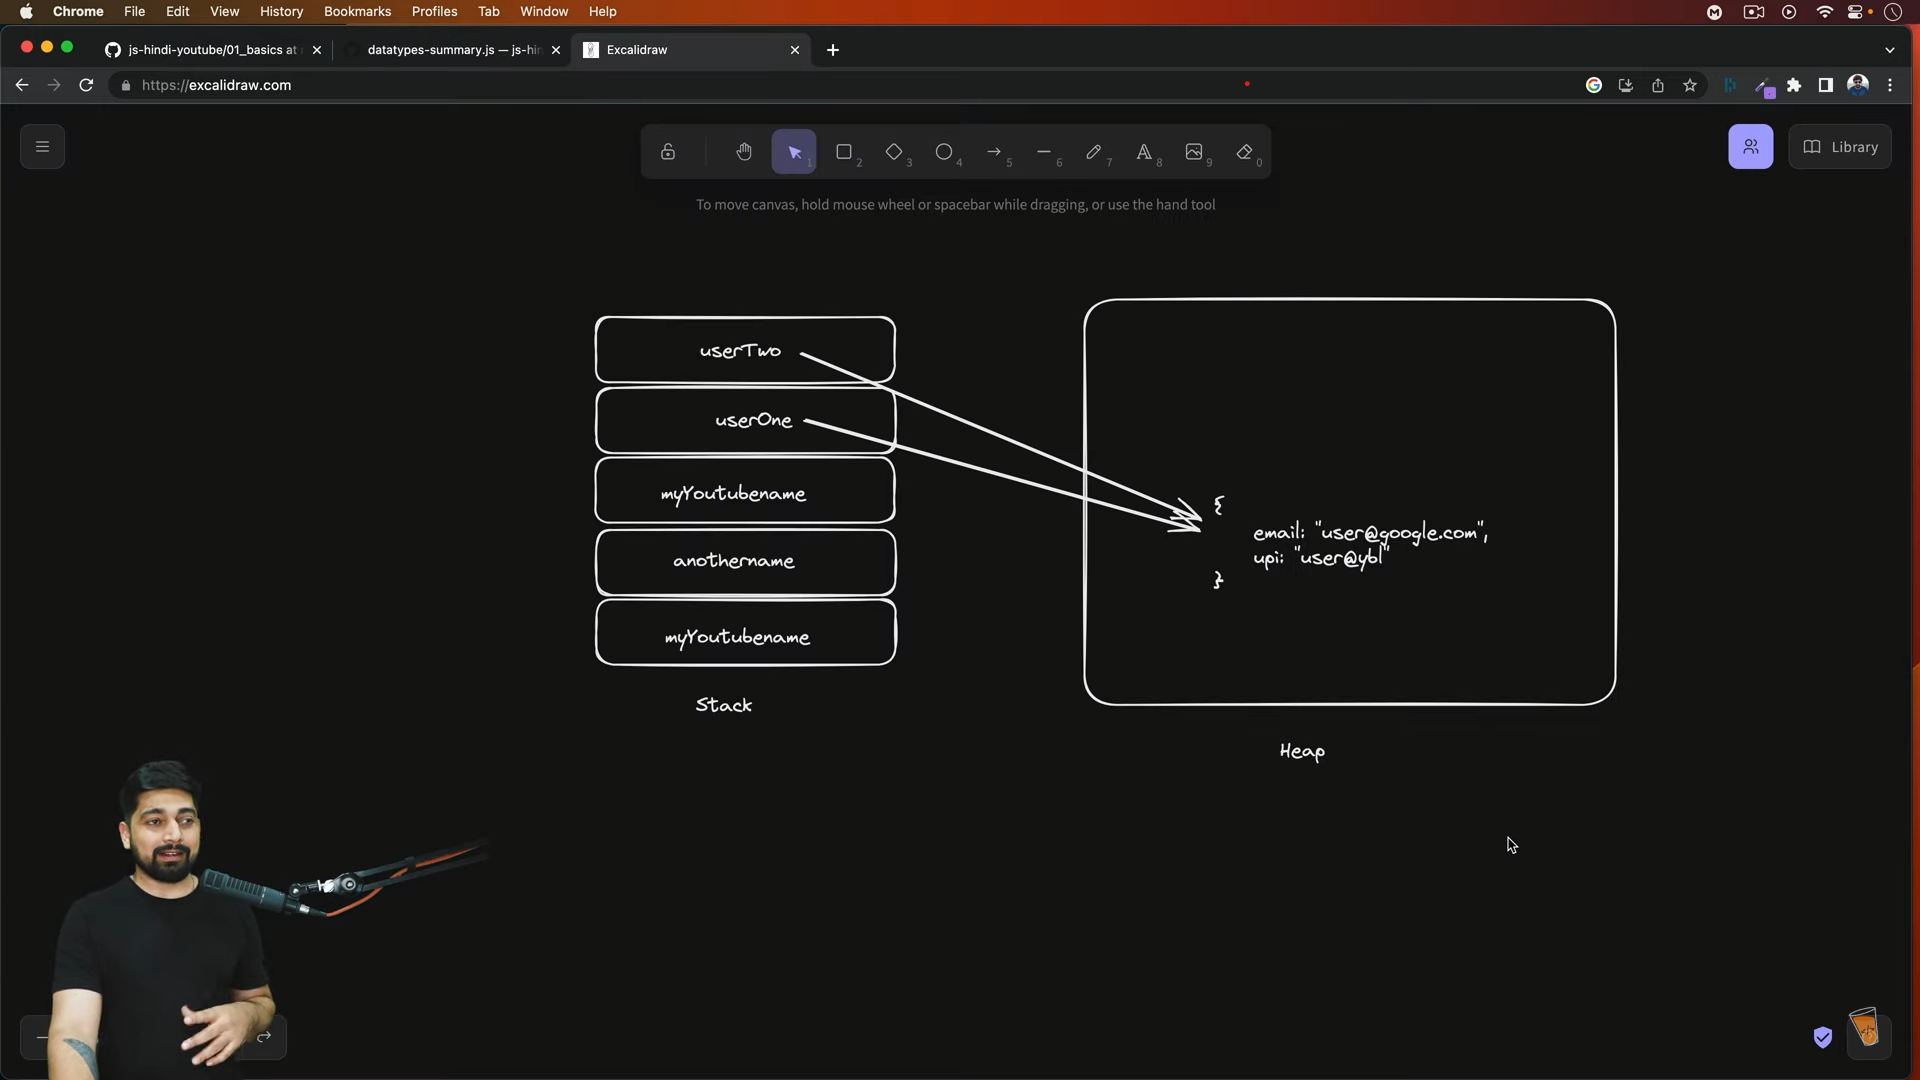 Chrome File Edit View History Bookmarks Profiles Tab Window Help
js-hindi-youtube/01_basics at
datatypes-summary.js — js-hin
Excalidraw
https://excalidraw.com
1 2 3 4 5 6 7 8 9 0
Library
To move canvas, hold mouse wheel or spacebar while dragging, or use the hand tool
userTwo
userOne
myYoutubename
anothername
myYoutubename
Stack
{
email: "user@google.com",
upi: "user@ybl"
}
Heap